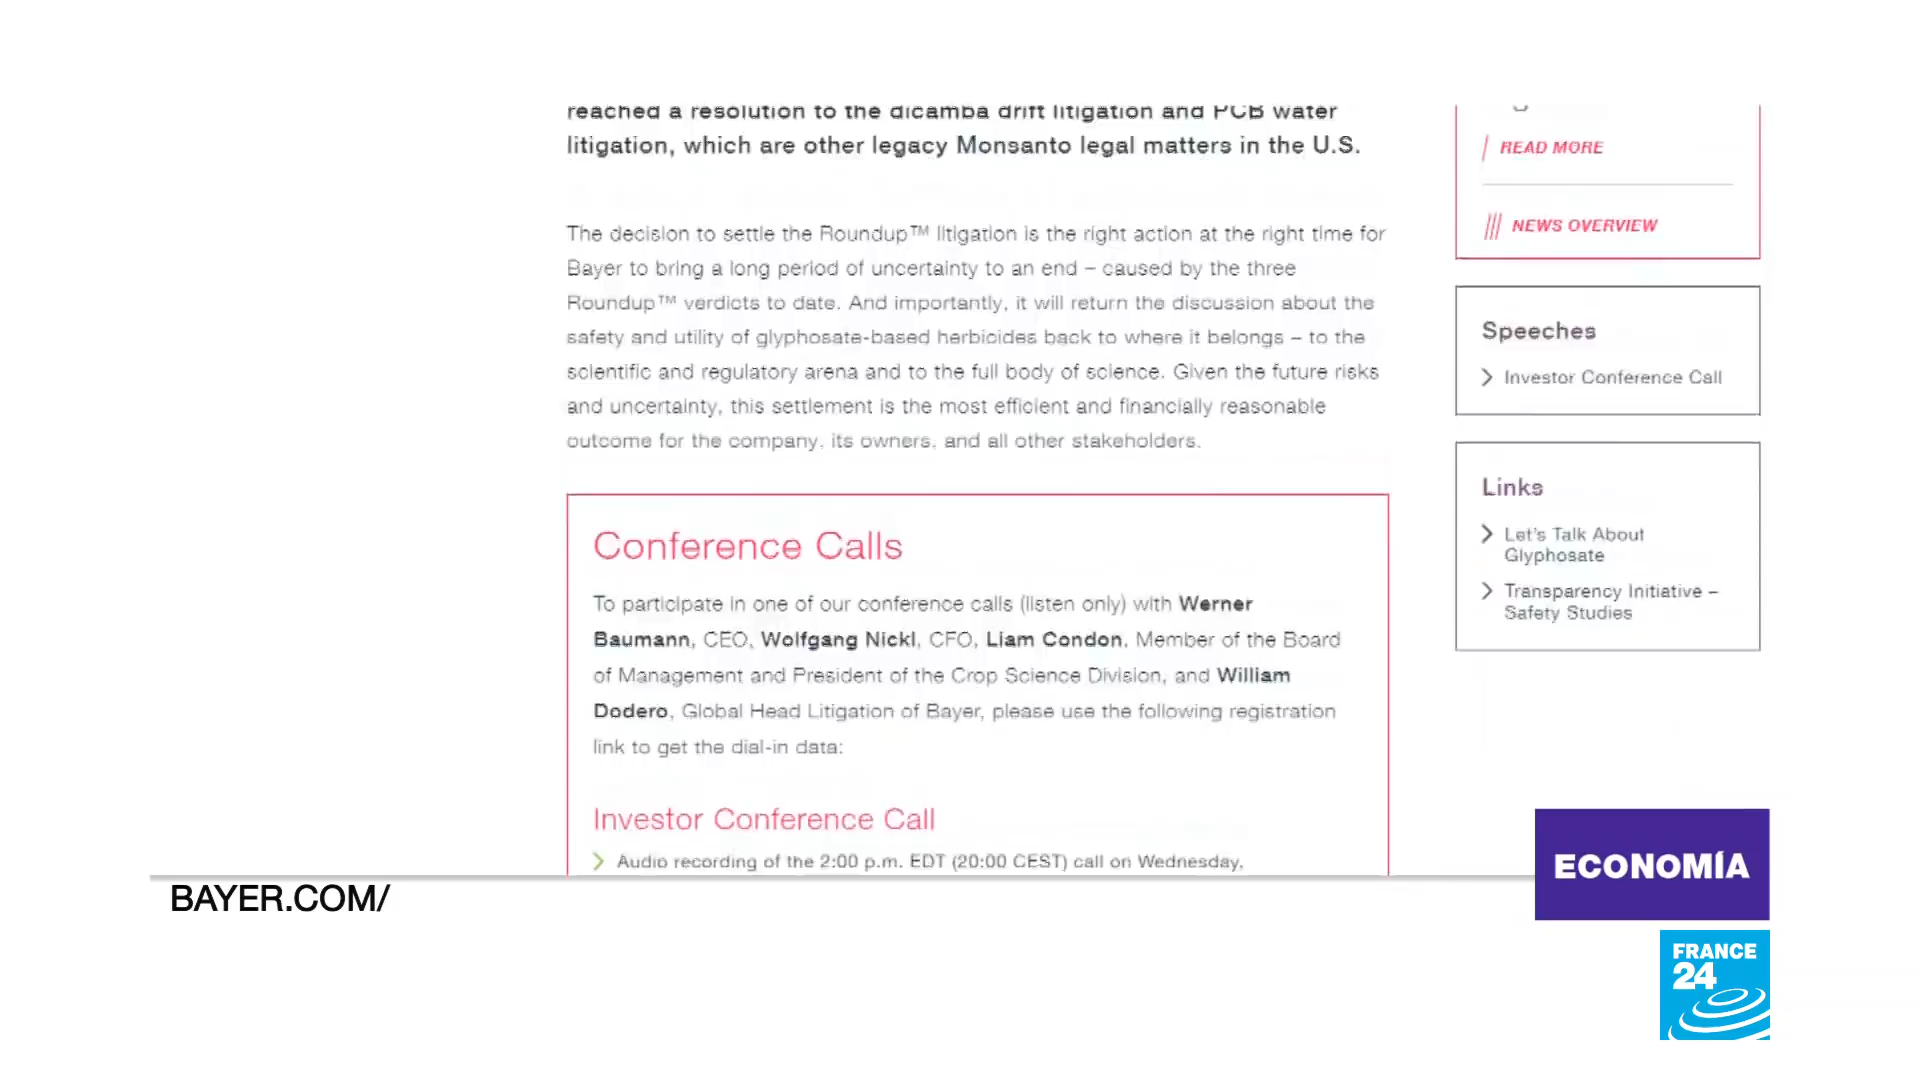 reached a resolution to the dicamba drift litigation and PCB water
litigation, which are other legacy Monsanto legal matters in the U.S.
The decision to settle the Roundup™ litigation is the right action at the right time for
Bayer to bring a long period of uncertainty to an end – caused by the three
Roundup™ verdicts to date. And importantly, it will return the discussion about the
safety and utility of glyphosate-based herbicides back to where it belongs – to the
scientific and regulatory arena and to the full body of science. Given the future risks
and uncertainty, this settlement is the most efficient and financially reasonable
outcome for the company, its owners, and all other stakeholders.
Conference Calls
To participate in one of our conference calls (listen only) with Werner
Baumann, CEO, Wolfgang Nickl, CFO, Liam Condon, Member of the Board
of Management and President of the Crop Science Division, and William
Dodero, Global Head Litigation of Bayer, please use the following registration
link to get the dial-in data:
Investor Conference Call
Audio recording of the 2:00 p.m. EDT (20:00 CEST) call on Wednesday,
READ MORE
NEWS OVERVIEW
Speeches
Investor Conference Call
Links
Let's Talk About
Glyphosate
Transparency Initiative –
Safety Studies
BAYER.COM/
ECONOMÍA
FRANCE
24